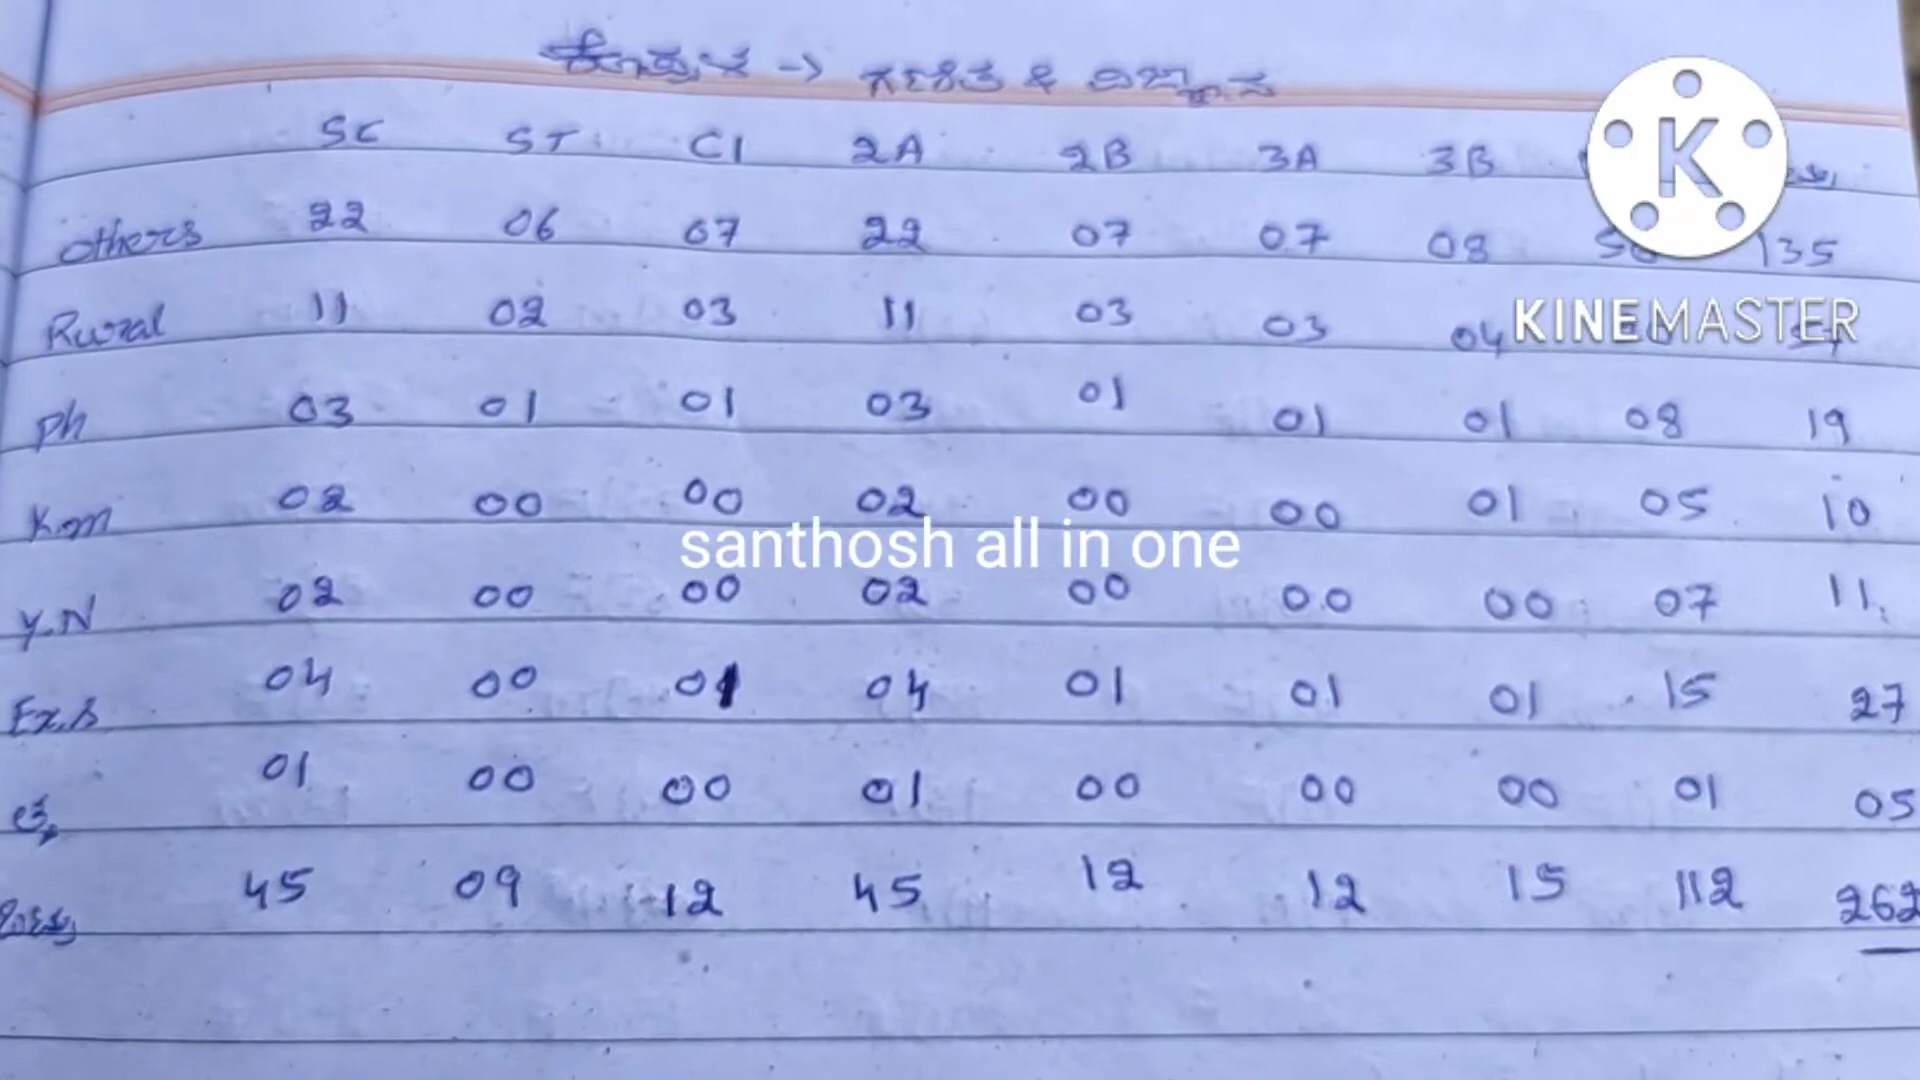 → ಗಣಿತ & ವಿಜ್ಞಾನ
SC ST C1 2A 2B 3A 3B
K
others 22 06 07 22 07 07 08 135
Rural 11 02 03 11 03 03 04
KINEMASTER
Ph 03 01 01 03 01 01 01 08 19
K.m 02 00 00 02 00 00 01 05 10
santhosh all in one
Y.N 02 00 00 02 00 00 00 07 11
Ex.s 04 00 01 04 01 01 01 15 27
01 00 00 01 00 00 00 01 05
ಒಟ್ಟು 45 09 12 45 12 12 15 112 262